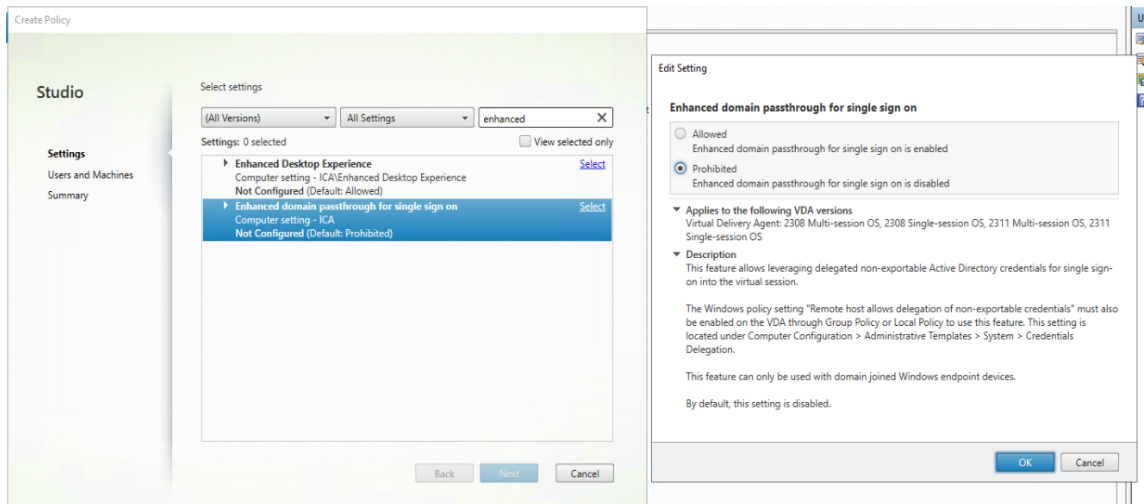 Create Policy
Studio
Settings
Users and Machines
Summary
Select settings
(All Versions)
All Settings
enhanced
Settings: 0 selected
View selected only
Enhanced Desktop Experience
Select
Computer setting - ICA\Enhanced Desktop Experience
Not Configured (Default: Allowed)
Enhanced domain passthrough for single sign on
Select
Computer setting - ICA
Not Configured (Default: Prohibited)
Back
Next
Cancel
Edit Setting
Enhanced domain passthrough for single sign on
Allowed
Enhanced domain passthrough for single sign on is enabled
Prohibited
Enhanced domain passthrough for single sign on is disabled
Applies to the following VDA versions
Virtual Delivery Agent: 2308 Multi-session OS, 2308 Single-session OS, 2311 Multi-session OS, 2311
Single-session OS
Description
This feature allows leveraging delegated non-exportable Active Directory credentials for single sign-
on into the virtual session.
The Windows policy setting "Remote host allows delegation of non-exportable credentials" must also
be enabled on the VDA through Group Policy or Local Policy to use this feature. This setting is
located under Computer Configuration > Administrative Templates > System > Credentials
Delegation.
This feature can only be used with domain joined Windows endpoint devices.
By default, this setting is disabled.
OK
Cancel